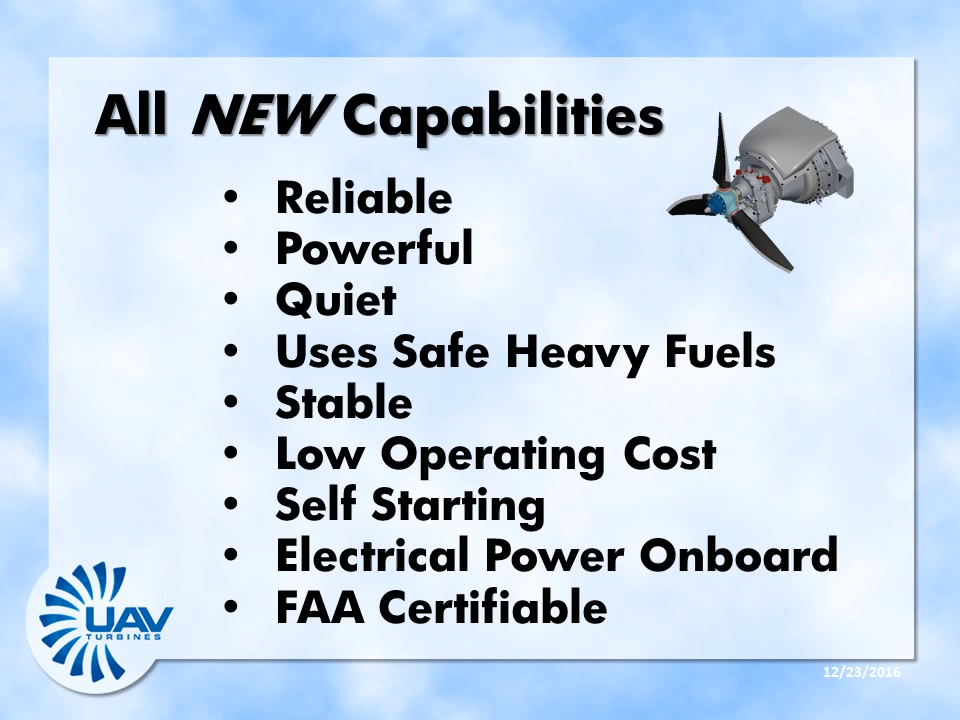 All NEW Capabilities
• Reliable
• Powerful
• Quiet
• Uses Safe Heavy Fuels
• Stable
• Low Operating Cost
• Self Starting
• Electrical Power Onboard
• FAA Certifiable
UAV
TURBINES
12/23/2016